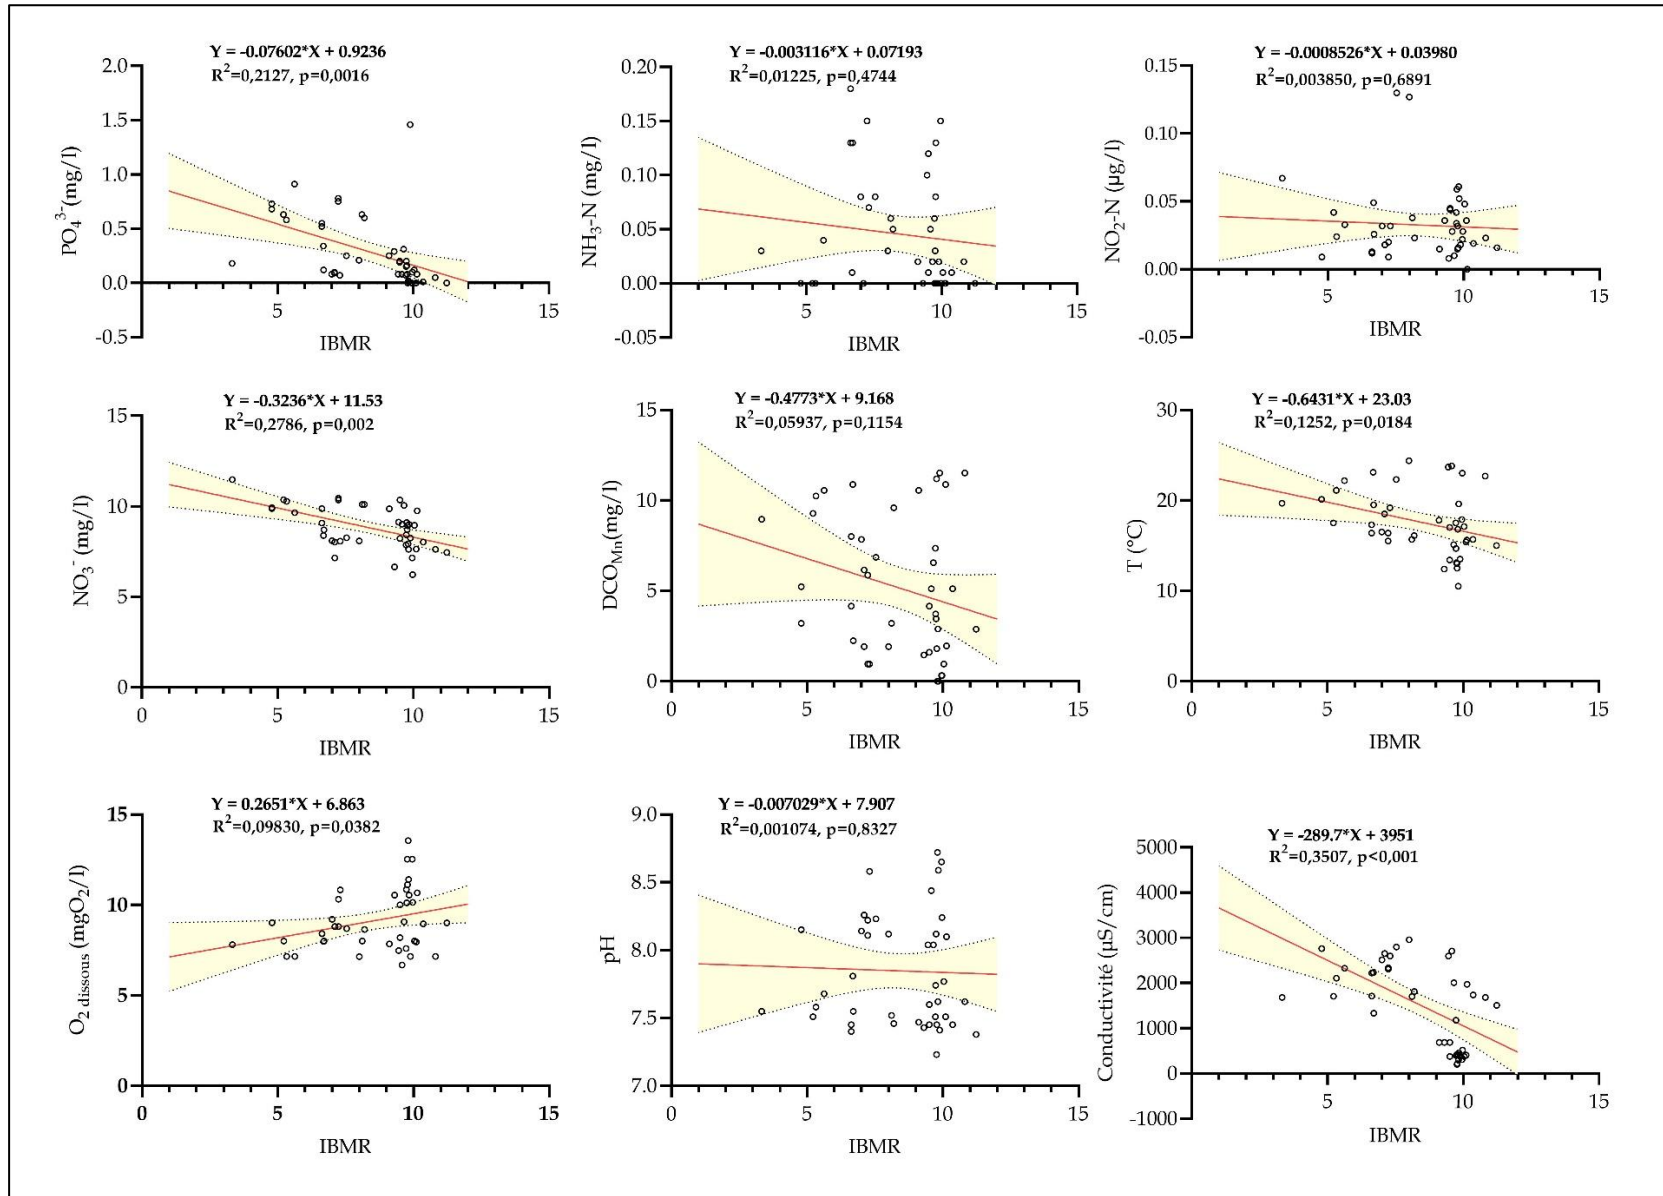 Y = -0.07602*X + 0.9236
R²=0,2127, p=0,0016
PO₄³⁻(mg/l)
2.0
1.5
1.0
0.5
0.0
-0.5
5 10 15
IBMR
Y = -0.003116*X + 0.07193
R²=0,01225, p=0,4744
NH₃-N (mg/l)
0.20
0.15
0.10
0.05
0.00
-0.05
5 10 15
IBMR
Y = -0.0008526*X + 0.03980
R²=0,003850, p=0,6891
NO₂-N (µg/l)
0.15
0.10
0.05
0.00
-0.05
5 10 15
IBMR
Y = -0.3236*X + 11.53
R²=0,2786, p=0,002
NO₃⁻ (mg/l)
15
10
5
0
0 5 10 15
IBMR
Y = -0.4773*X + 9.168
R²=0,05937, p=0,1154
DCO_Mn(mg/l)
15
10
5
0
0 5 10 15
IBMR
Y = -0.6431*X + 23.03
R²=0,1252, p=0,0184
T (°C)
30
20
10
0
0 5 10 15
IBMR
Y = 0.2651*X + 6.863
R²=0,09830, p=0,0382
O₂ dissous (mgO₂/l)
15
10
5
0
0 5 10 15
IBMR
Y = -0.007029*X + 7.907
R²=0,001074, p=0,8327
pH
9.0
8.5
8.0
7.5
7.0
0 5 10 15
IBMR
Y = -289.7*X + 3951
R²=0,3507, p<0,001
Conductivité (µS/cm)
5000
4000
3000
2000
1000
0
-1000
5 10 15
IBMR